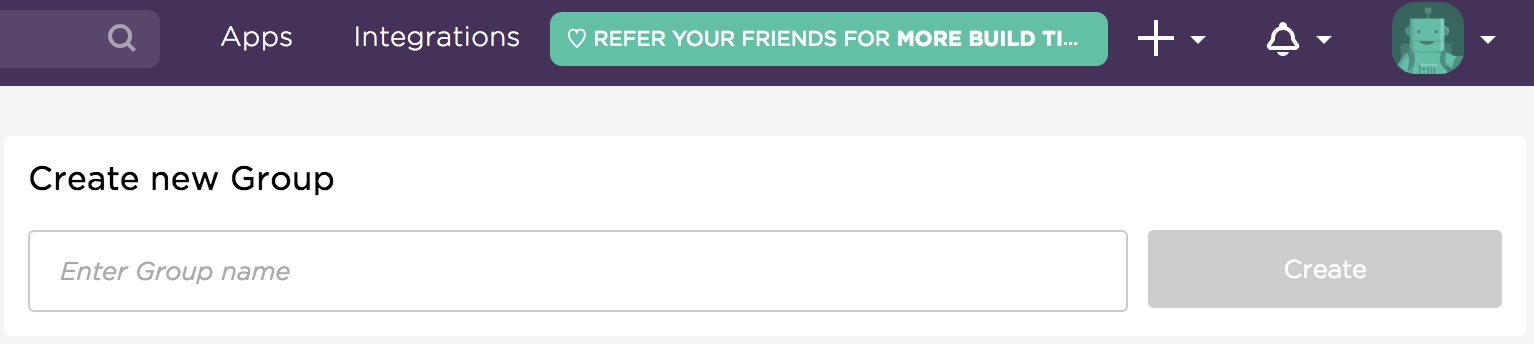 Apps Integrations ♡ REFER YOUR FRIENDS FOR MORE BUILD TI...
Create new Group
Enter Group name Create